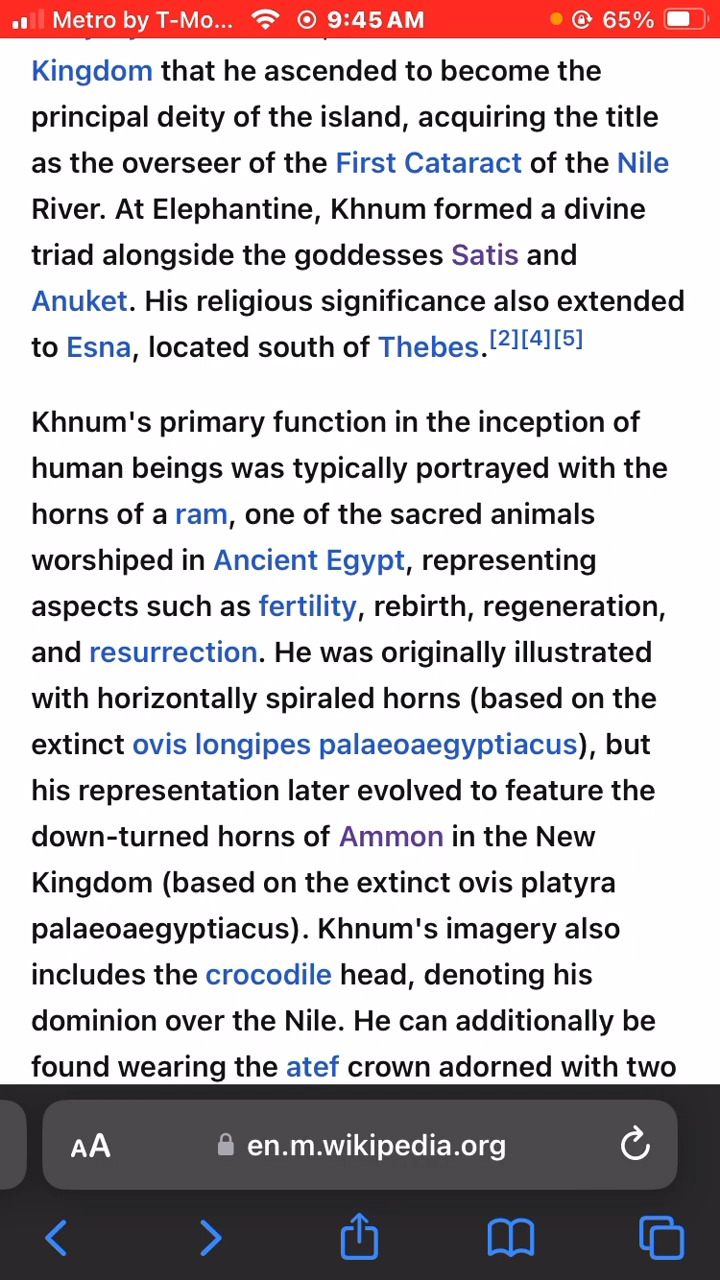 Metro by T-Mo... 9:45 AM 65%
Kingdom that he ascended to become the
principal deity of the island, acquiring the title
as the overseer of the First Cataract of the Nile
River. At Elephantine, Khnum formed a divine
triad alongside the goddesses Satis and
Anuket. His religious significance also extended
to Esna, located south of Thebes.[2][4][5]
Khnum's primary function in the inception of
human beings was typically portrayed with the
horns of a ram, one of the sacred animals
worshiped in Ancient Egypt, representing
aspects such as fertility, rebirth, regeneration,
and resurrection. He was originally illustrated
with horizontally spiraled horns (based on the
extinct ovis longipes palaeoaegyptiacus), but
his representation later evolved to feature the
down-turned horns of Ammon in the New
Kingdom (based on the extinct ovis platyra
palaeoaegyptiacus). Khnum's imagery also
includes the crocodile head, denoting his
dominion over the Nile. He can additionally be
found wearing the atef crown adorned with two
AA en.m.wikipedia.org